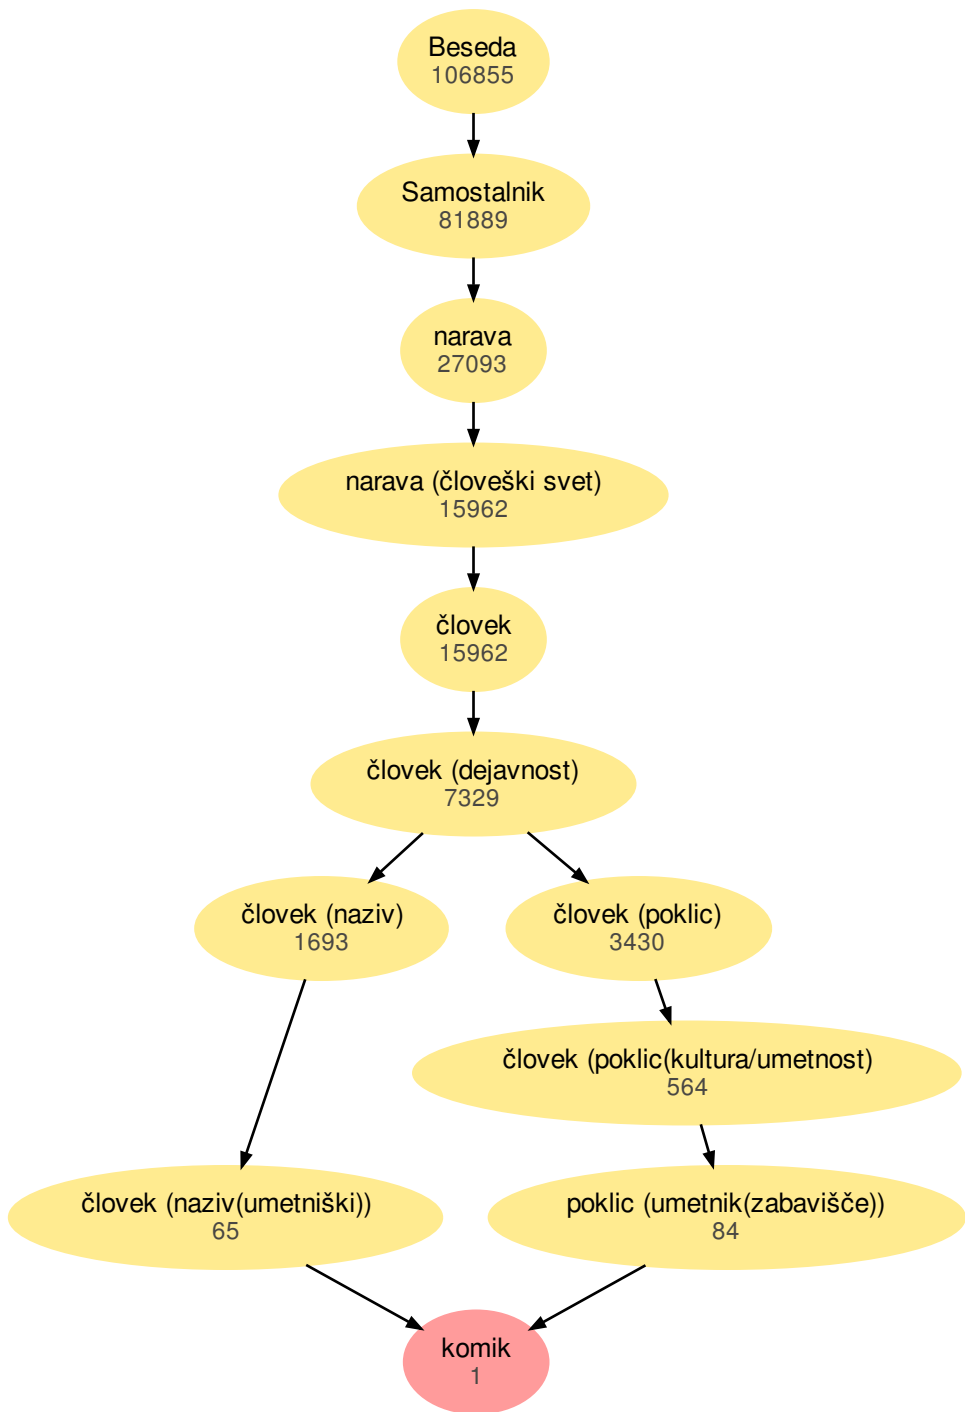 Beseda
106855
Samostalnik
81889
narava
27093
narava (človeški svet)
15962
človek
15962
človek (dejavnost)
7329
človek (naziv)
1693
človek (poklic)
3430
človek (poklic(kultura/umetnost)
564
človek (naziv(umetniški))
65
poklic (umetnik(zabavišče))
84
komik
1